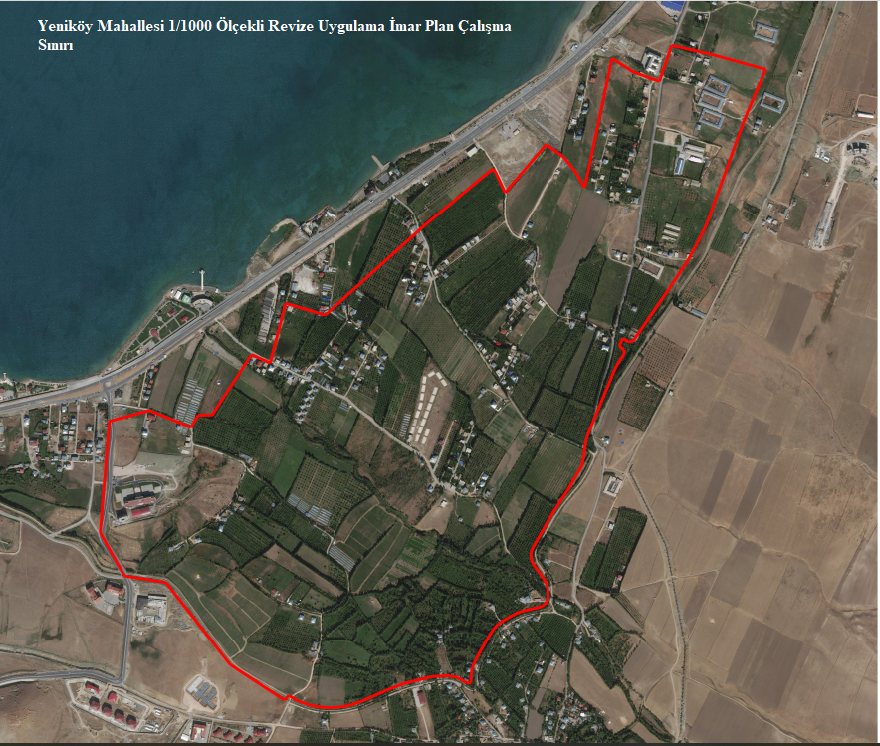 Yeniköy Mahallesi 1/1000 Ölçekli Revize Uygulama İmar Plan Çalışma
Sınırı